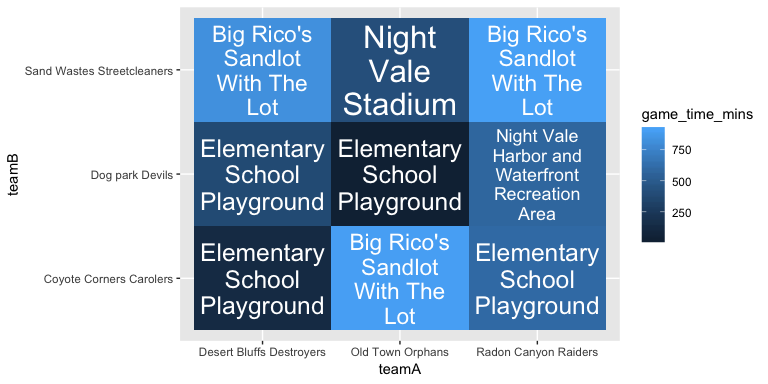 Big Rico's
Sandlot
With The
Lot
Night
Vale
Stadium
Big Rico's
Sandlot
With The
Lot
Elementary
School
Playground
Elementary
School
Playground
Night Vale
Harbor and
Waterfront
Recreation
Area
Elementary
School
Playground
Big Rico's
Sandlot
With The
Lot
Elementary
School
Playground
Sand Wastes Streetcleaners
Dog park Devils
Coyote Corners Carolers
teamB
Desert Bluffs Destroyers
Old Town Orphans
Radon Canyon Raiders
teamA
game_time_mins
750
500
250